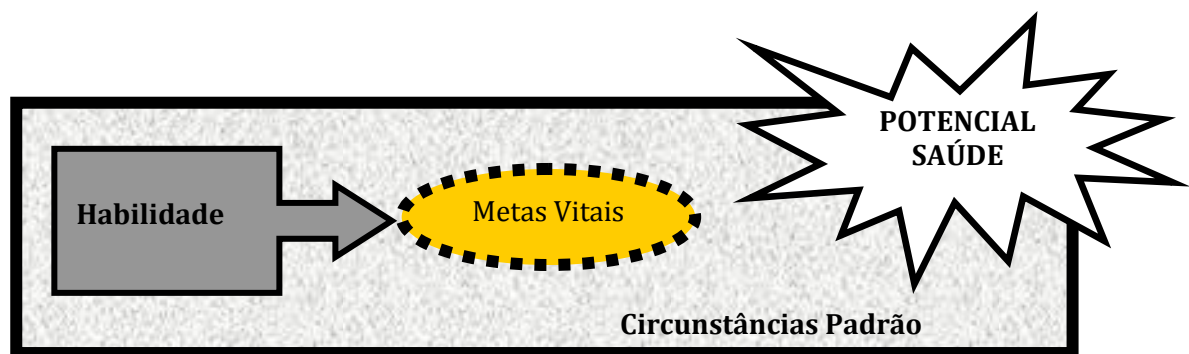 POTENCIAL
SAÚDE
Habilidade
Metas Vitais
Circunstâncias Padrão